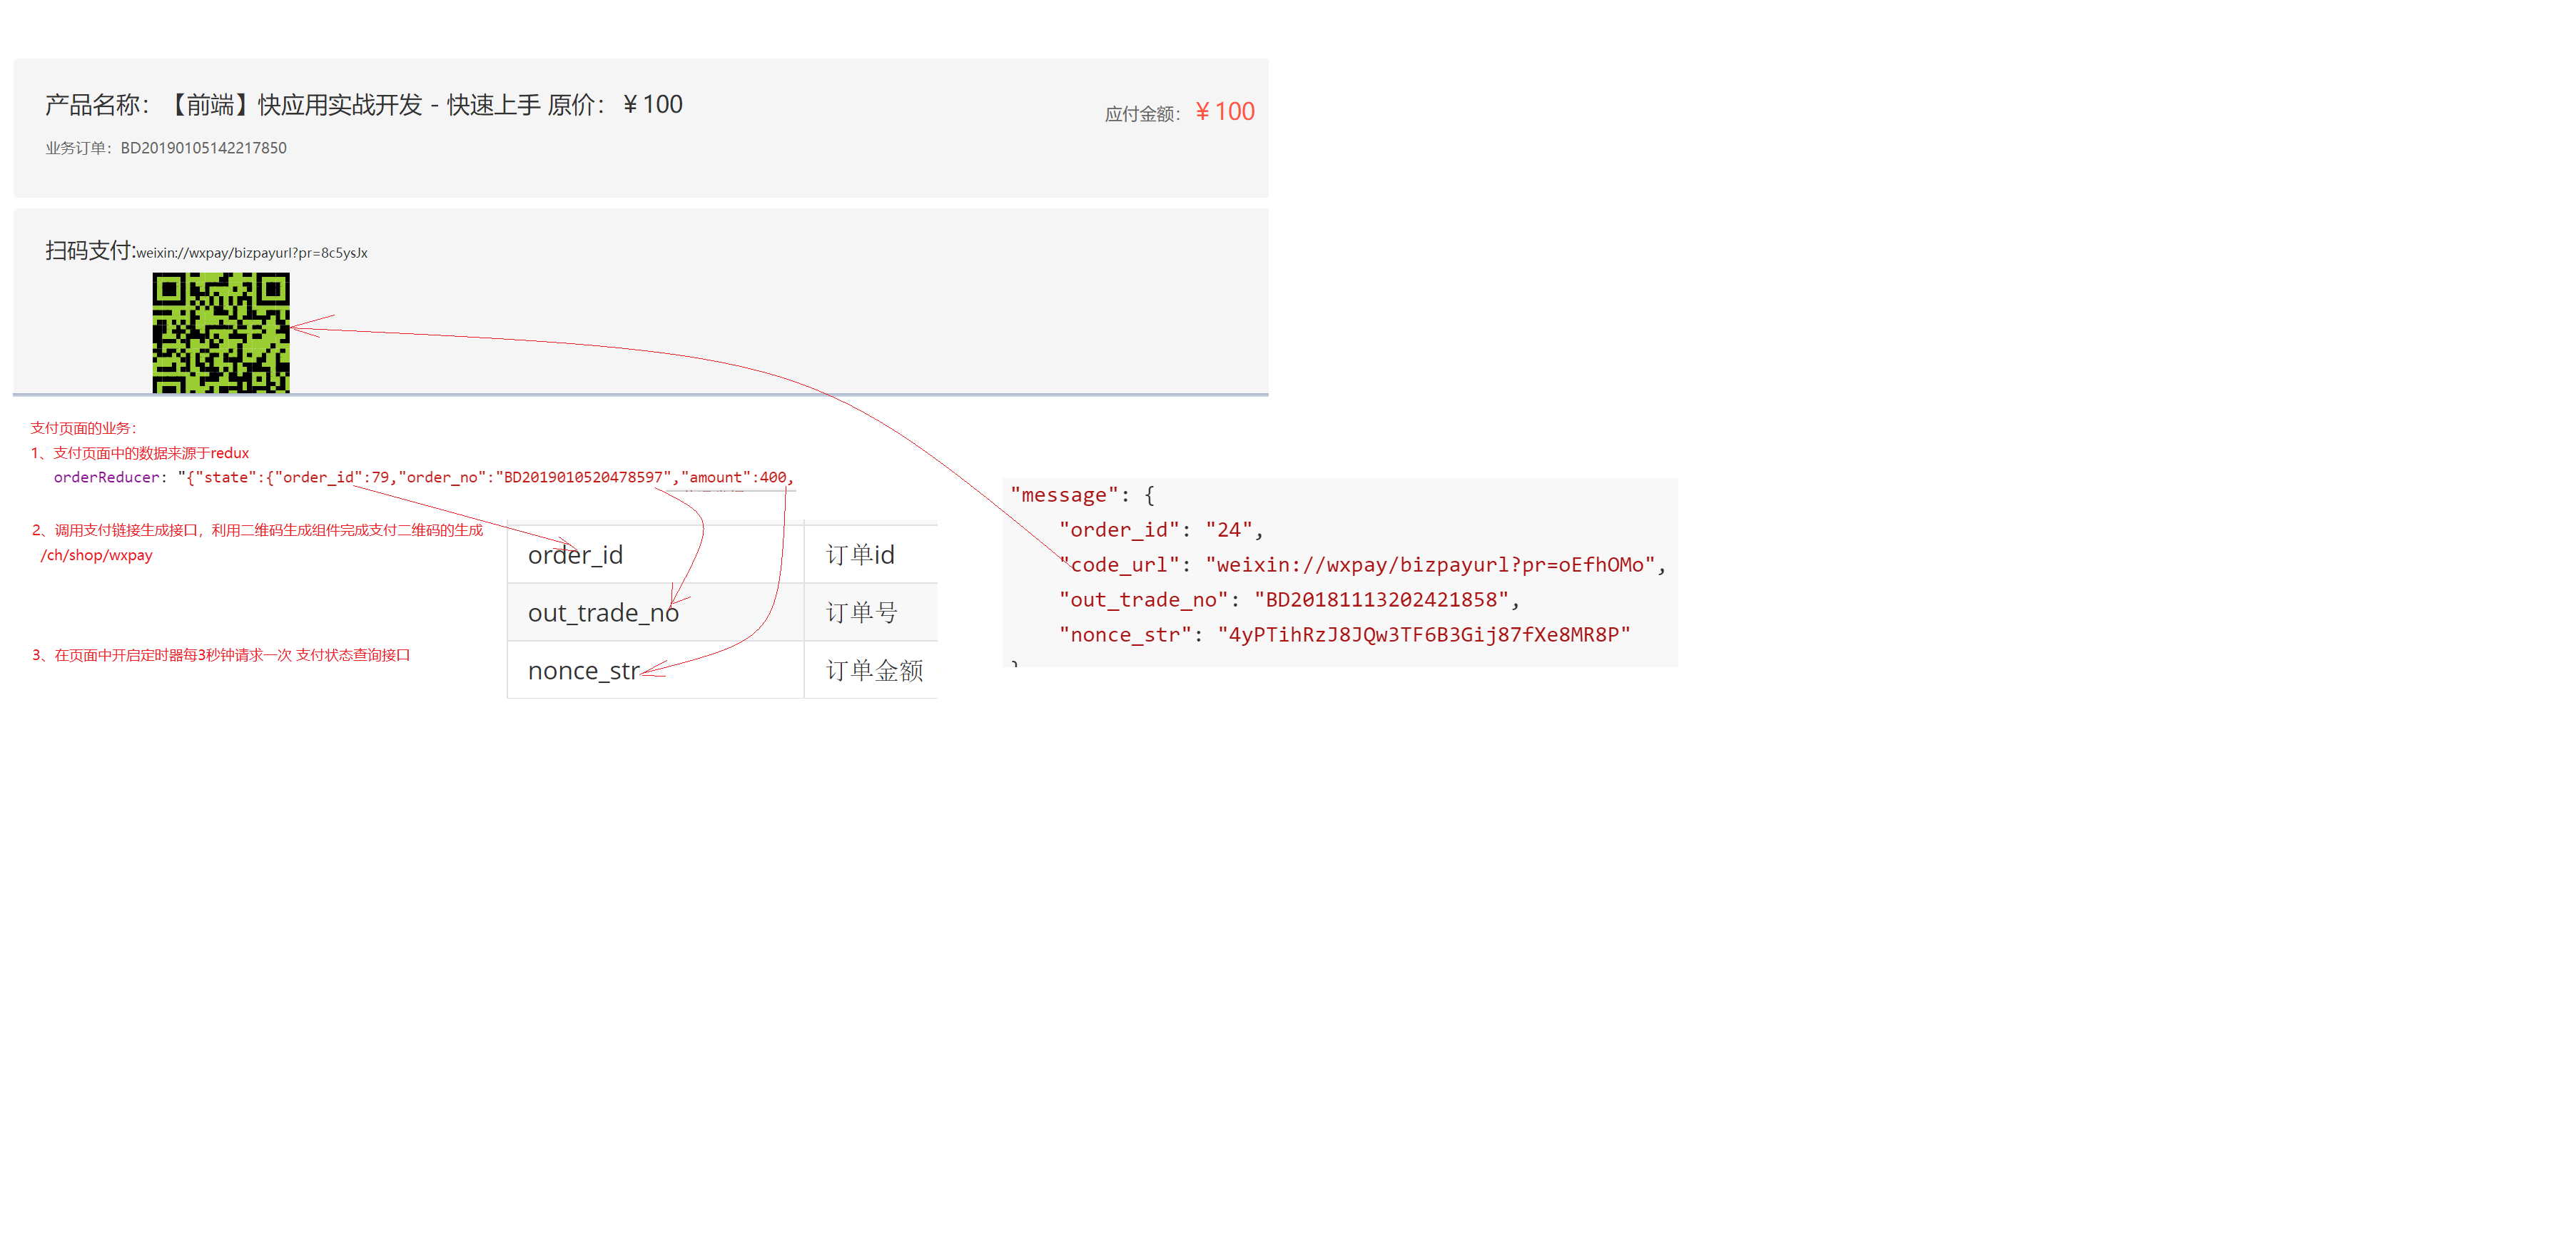 产品名称：【前端】快应用实战开发 - 快速上手 原价：￥100
应付金额：￥100
业务订单：BD20190105142217850
扫码支付:weixin://wxpay/bizpayurl?pr=8c5ysJx
支付页面的业务：
1、支付页面中的数据来源于redux
orderReducer: "{"state":{"order_id":79,"order_no":"BD2019010520478597","amount":400,
2、调用支付链接生成接口，利用二维码生成组件完成支付二维码的生成
/ch/shop/wxpay
order_id 订单id
out_trade_no 订单号
nonce_str 订单金额
3、在页面中开启定时器每3秒钟请求一次 支付状态查询接口
"message": {
"order_id": "24",
"code_url": "weixin://wxpay/bizpayurl?pr=oEfhOMo",
"out_trade_no": "BD20181113202421858",
"nonce_str": "4yPTihRzJ8JQw3TF6B3Gij87fXe8MR8P"
}